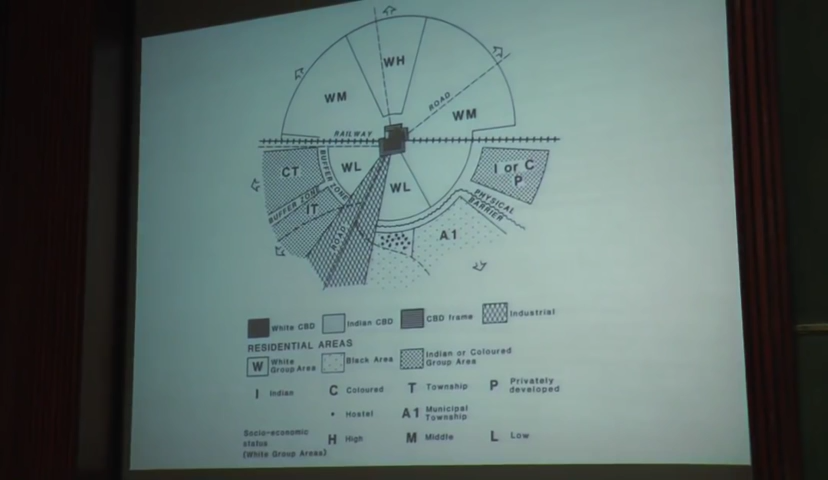 WH
WM
ROAD
WM
RAILWAY
CT
BUFFER ZONE
WL
I or C
P
BUFFER ZONE
IT
WL
PHYSICAL
BARRIER
ROAD
A1
White CBD
Indian CBD
CBD frame
Industrial
RESIDENTIAL AREAS
W
White
Group Area
Black Area
Indian or Coloured
Group Area
I Indian
C Coloured
T Township
P Privately
developed
• Hostel
A1 Municipal
Township
Socio-economic
status
(White Group Areas)
H High
M Middle
L Low